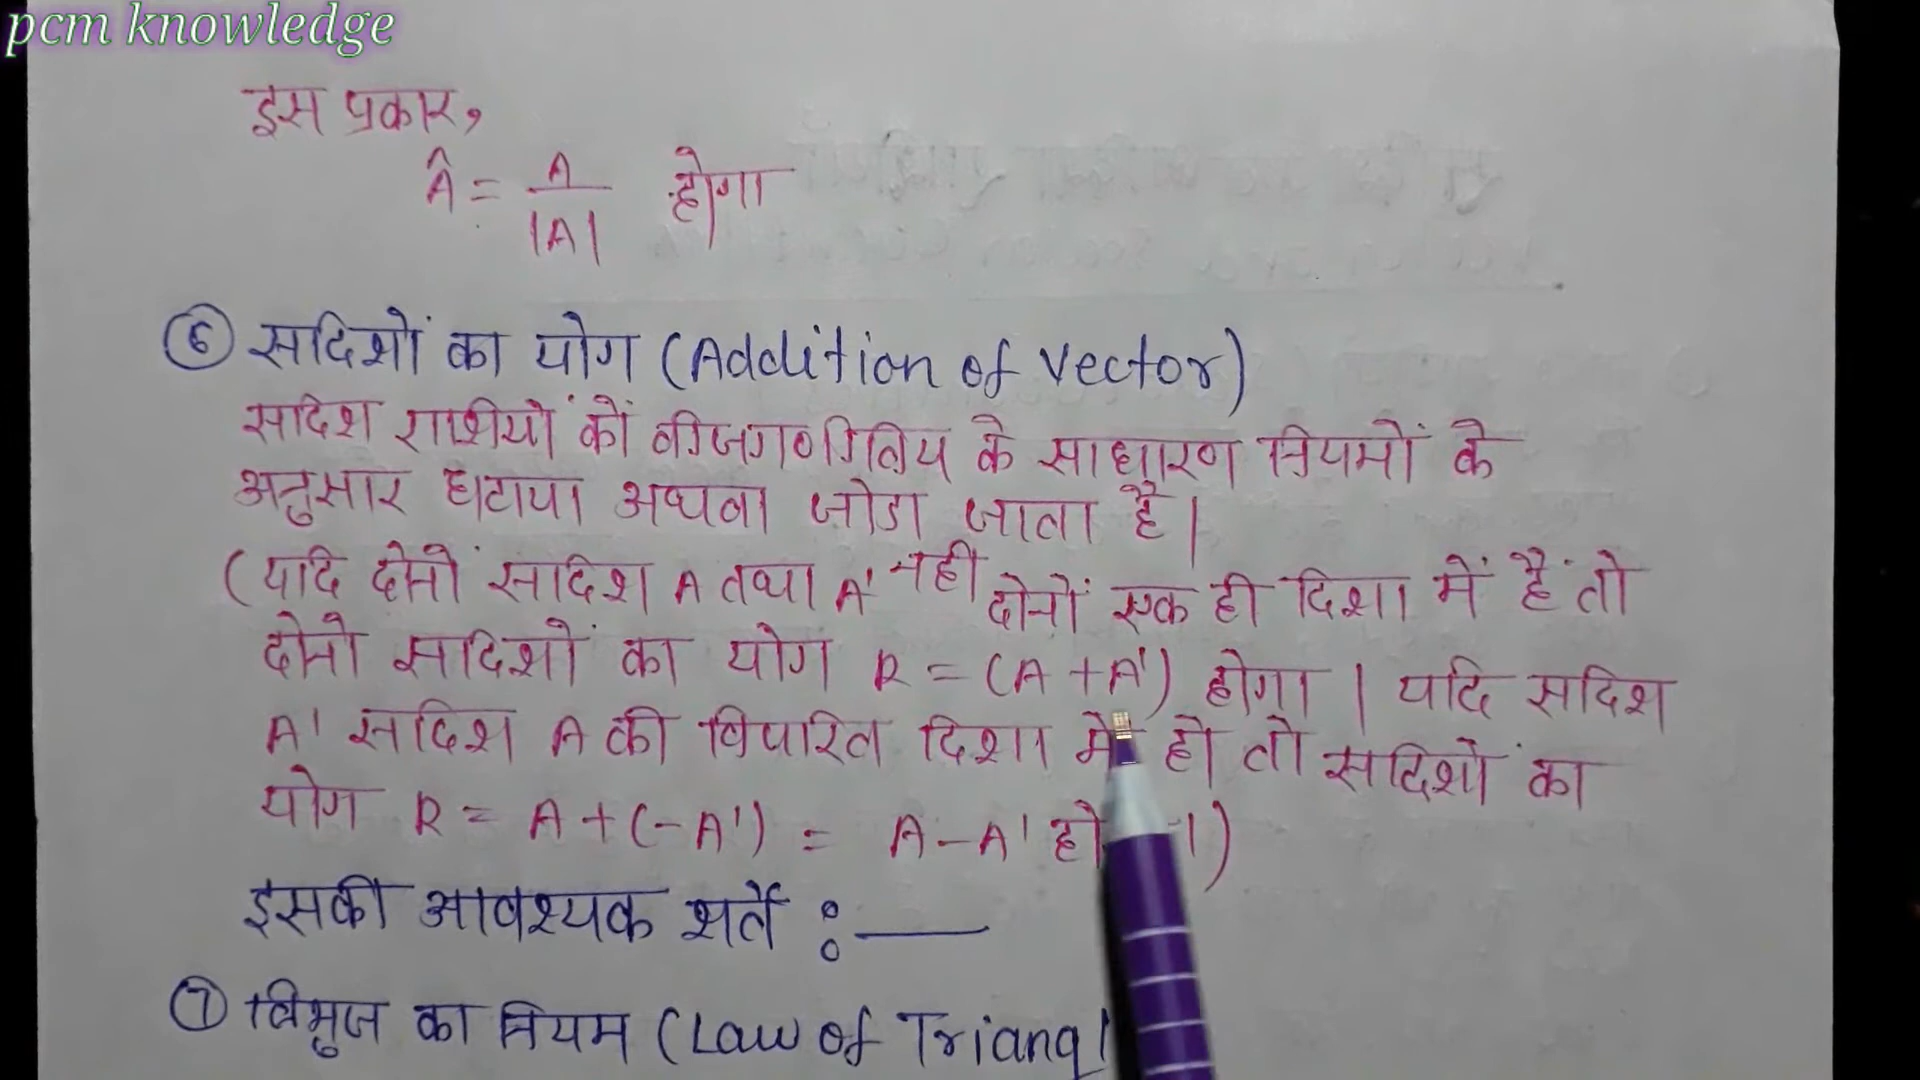 pcm knowledge
इस प्रकार,
Â = A / |A| होगा
⑥ सदिशों का योग (Addition of Vector)
सदिश राशीयों कों बीजगणितिय के साधारण नियमों के
अनुसार घटाया अथवा जोडा जाता है।
(यदि दोनों सदिश A तथा A' नही दोनों एक ही दिशा में हैं तो
दोनो सदिशों का योग R = (A + A') होगा। यदि सदिश
A' सदिश A की विपरित दिशा मे हो तो सदिशों का
योग R = A + (-A') = A - A' हो
इसकी आवश्यक शर्ते :—
⑦ त्रिभुज का नियम (Law of Triangl